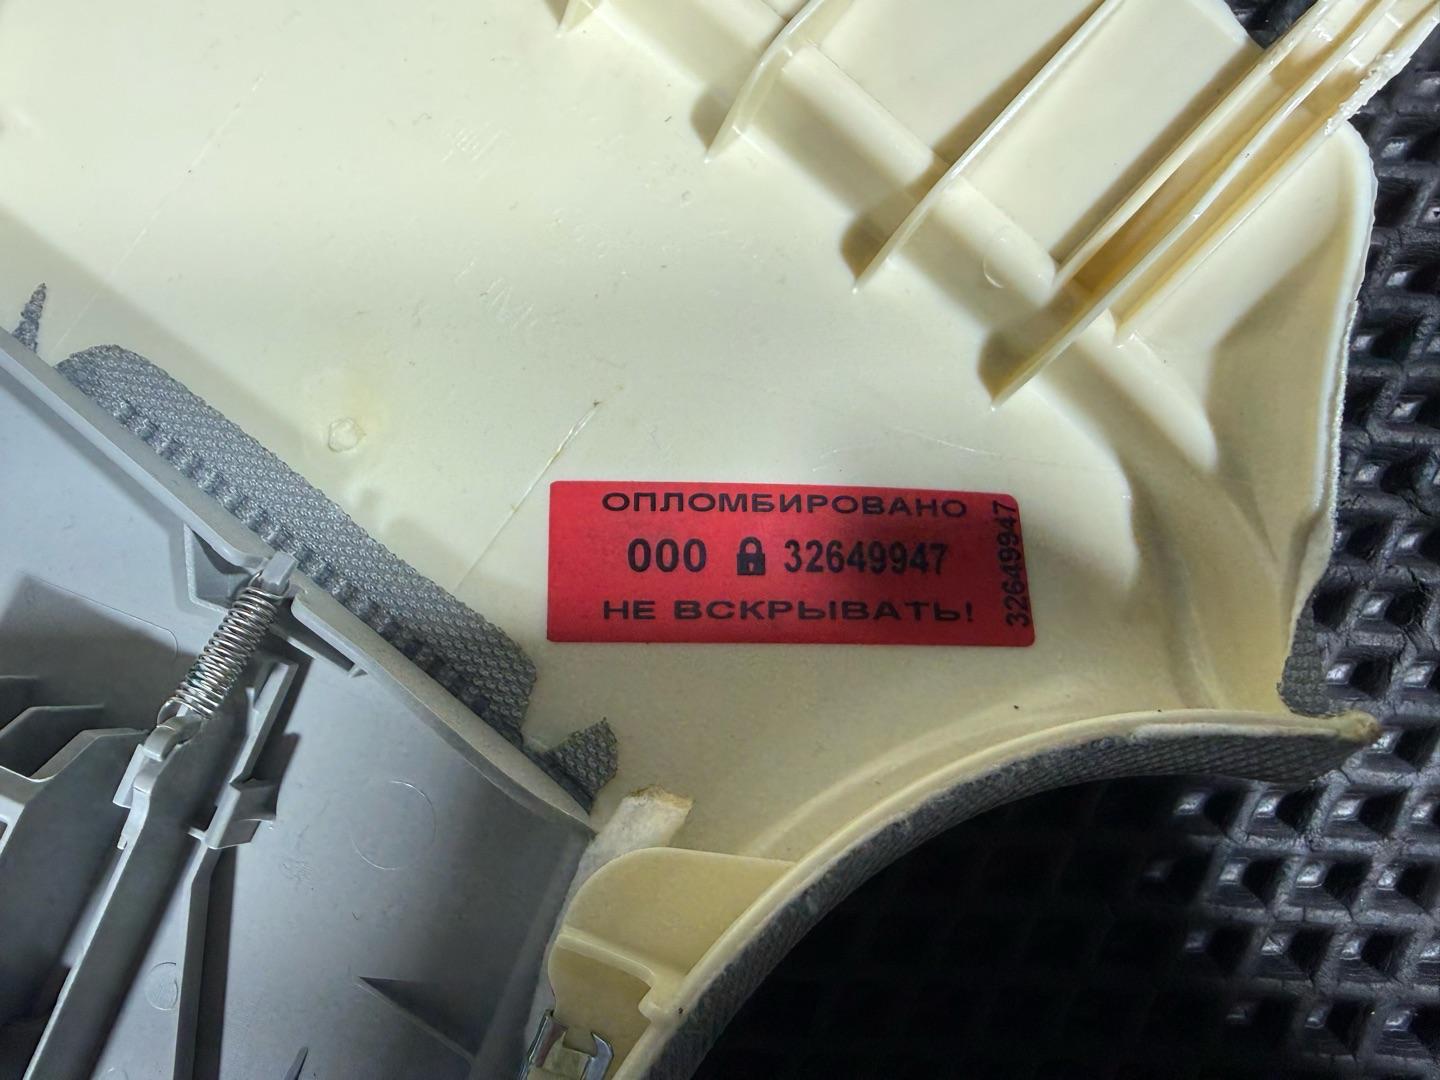 ОПЛОМБИРОВАНО
000 🔒 32649947
НЕ ВСКРЫВАТЬ!
32649947